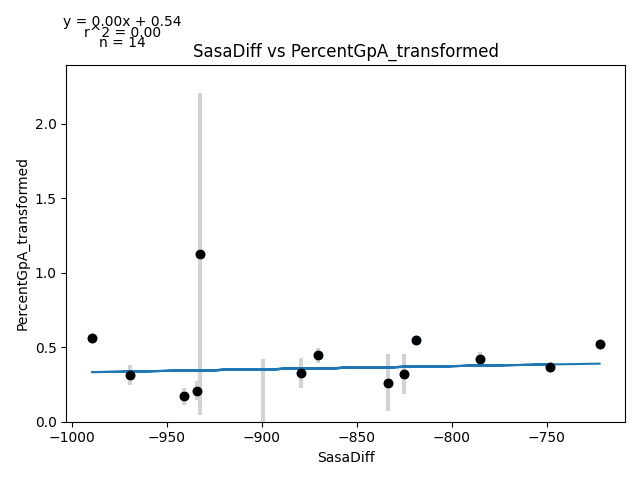 y = 0.00x + 0.54
r^2 = 0.00
n = 14
SasaDiff vs PercentGpA_transformed
PercentGpA_transformed
2.0
1.5
1.0
0.5
0.0
−1000 −950 −900 −850 −800 −750
SasaDiff